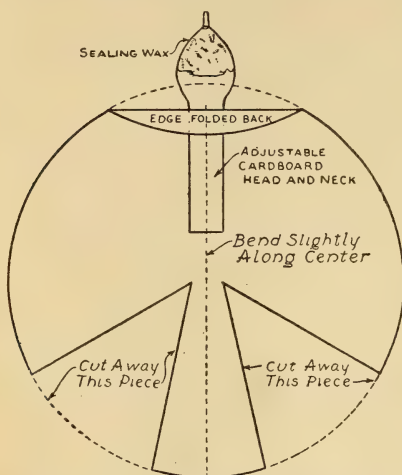 SEALING WAX
EDGE FOLDED BACK
ADJUSTABLE
CARDBOARD
HEAD AND NECK
Bend Slightly
Along Center
Cut Away
This Piece
Cut Away
This Piece